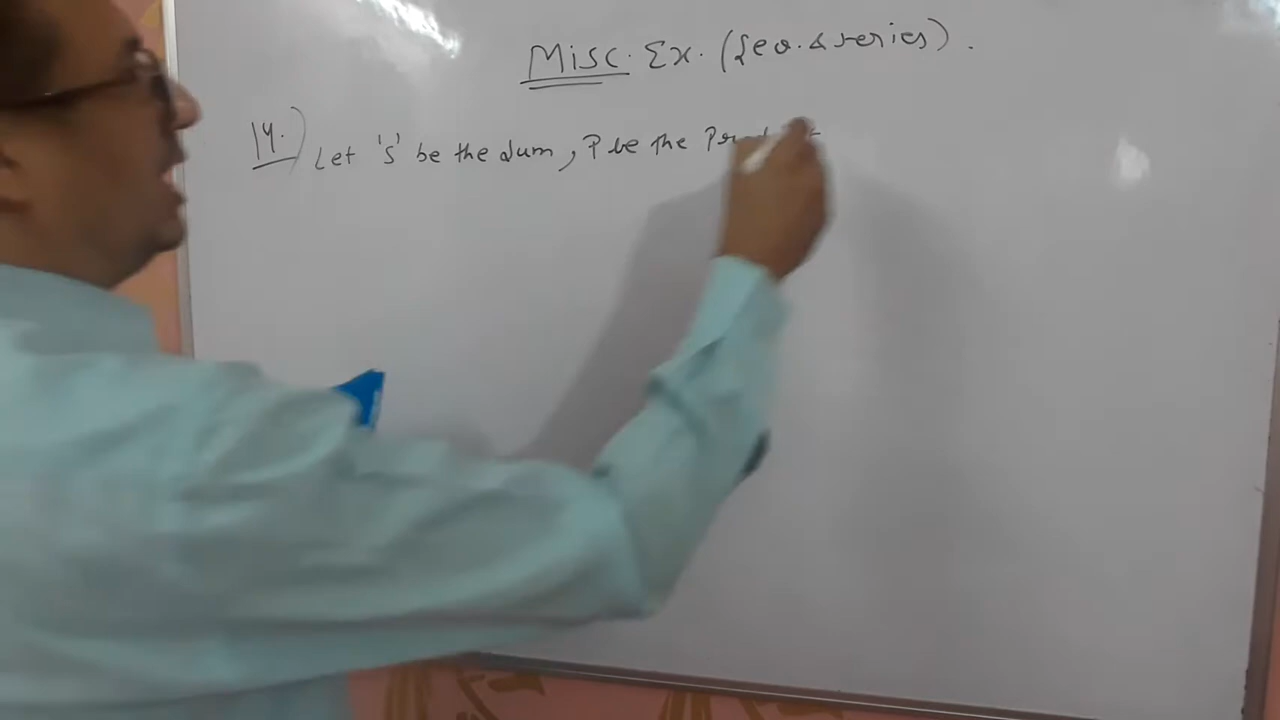 Misc. Ex. (Seq. & series).
14.) Let 'S' be the sum, P be the